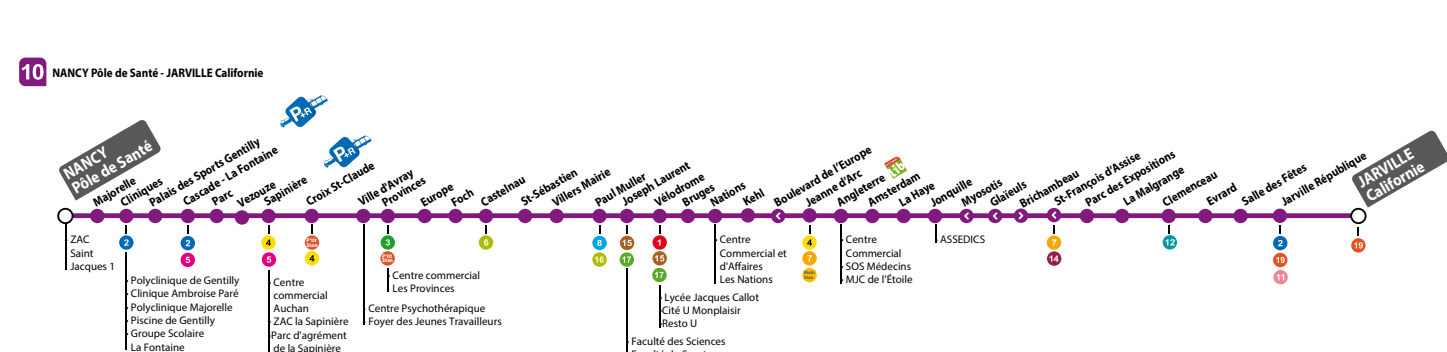 10 NANCY Pôle de Santé - JARVILLE Californie
P+R
P+R
NANCY
Pôle de Santé
Majorelle
Cliniques
Palais des Sports Gentilly
Cascade - La Fontaine
Parc
Vezouze
Sapinière
Croix St-Claude
Ville d'Avray
Provinces
Europe
Foch
Castelnau
St-Sébastien
Villers Mairie
Paul Muller
Joseph Laurent
Vélodrome
Bruges
Nations
Kehl
Boulevard de l'Europe
Jeanne d'Arc
Angleterre
Amsterdam
La Haye
Jonquille
Myosotis
Glaïeuls
Brichambeau
St-François d'Assise
Parc des Expositions
La Malgrange
Clemenceau
Evrard
Salle des Fêtes
Jarville République
JARVILLE
Californie
ZAC
Saint
Jacques 1
2
Polyclinique de Gentilly
Clinique Ambroise Paré
Polyclinique Majorelle
Piscine de Gentilly
Groupe Scolaire
La Fontaine
2
5
4
5
Centre
commercial
Auchan
ZAC la Sapinière
Parc d'agrément
de la Sapinière
P'tit Stan
4
Centre Psychothérapique
Foyer des Jeunes Travailleurs
3
P'tit Stan
Centre commercial
Les Provinces
6
8
16
15
17
Faculté des Sciences
1
15
17
Lycée Jacques Callot
Cité U Monplaisir
Resto U
Centre
Commercial et
d'Affaires
Les Nations
4
7
Centre
Commercial
SOS Médecins
MJC de l'Étoile
ASSEDICS
7
14
12
2
19
11
19